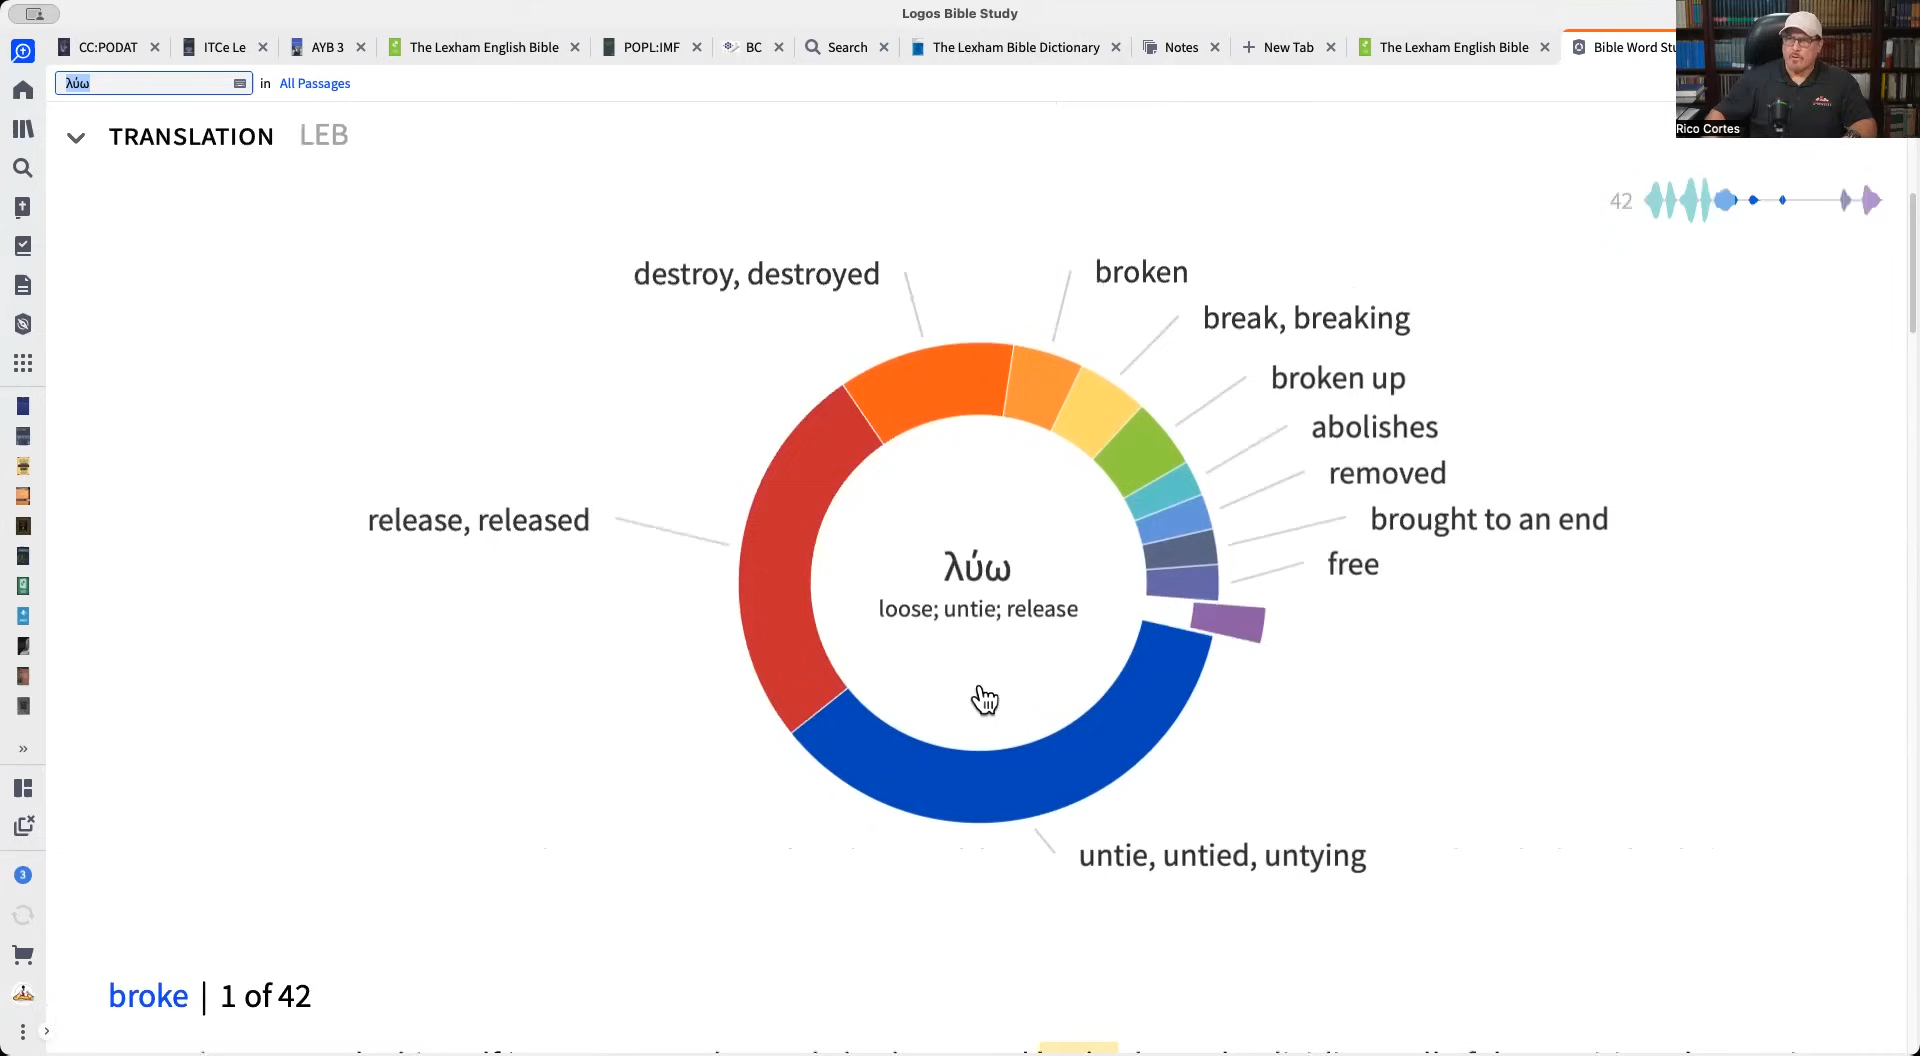 Logos Bible Study
CC:PODAT
ITCe Le
AYB 3
The Lexham English Bible
POPL:IMF
BC
Search
The Lexham Bible Dictionary
Notes
New Tab
The Lexham English Bible
Bible Word Stu
λύω in All Passages
Rico Cortes
TRANSLATION LEB
42
destroy, destroyed
broken
break, breaking
broken up
abolishes
removed
release, released
brought to an end
free
λύω
loose; untie; release
untie, untied, untying
3
broke | 1 of 42